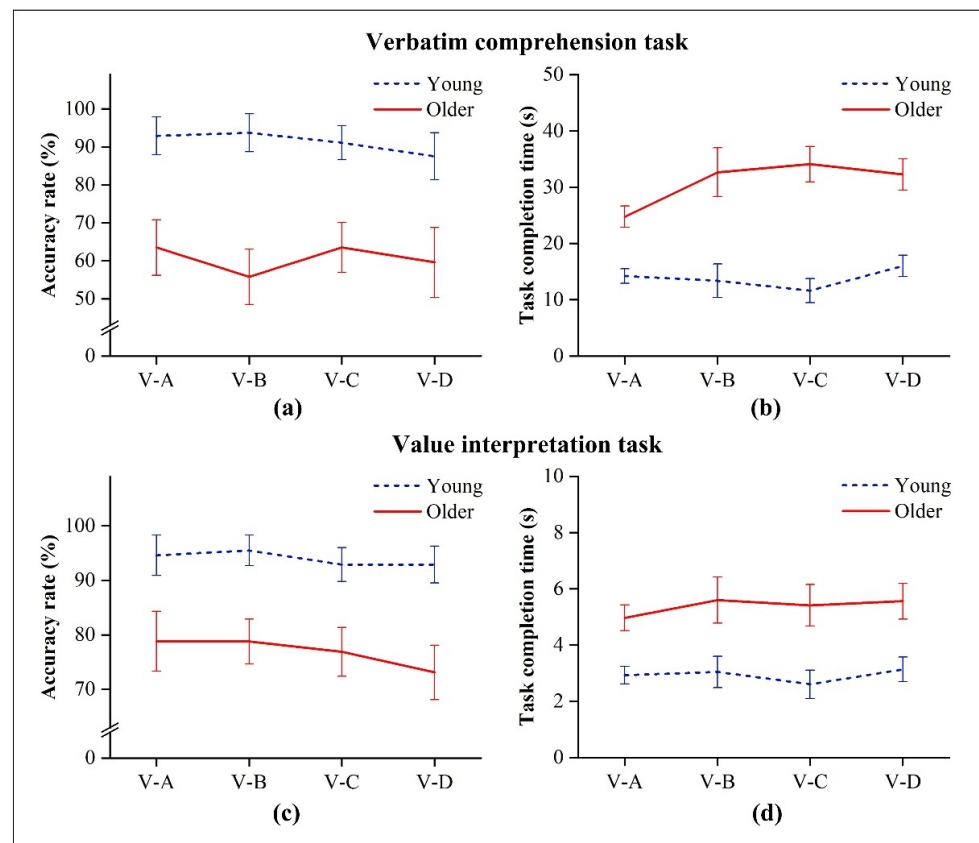 Verbatim comprehension task
Young
Older
Accuracy rate (%)
100
90
80
70
60
50
0
V-A V-B V-C V-D
(a)
Young
Older
Task completion time (s)
50
40
30
20
10
0
V-A V-B V-C V-D
(b)
Value interpretation task
Young
Older
Accuracy rate (%)
100
90
80
70
0
V-A V-B V-C V-D
(c)
Young
Older
Task completion time (s)
10
8
6
4
2
0
V-A V-B V-C V-D
(d)